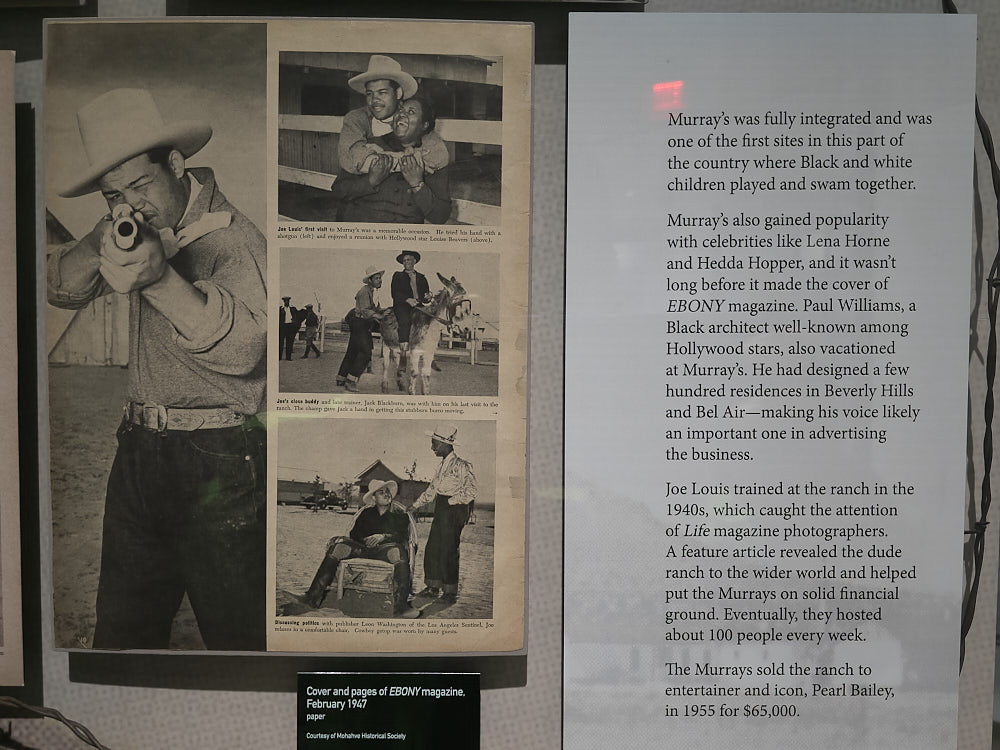 Joe Louis' first visit to Murray's was a memorable occasion. He tried his hand with a
shotgun (left) and enjoyed a reunion with Hollywood star Louise Beavers (above).
Joe's close buddy and late trainer, Jack Blackburn, was with him on his last visit to the
ranch. The champ gave Jack a hand in getting this stubborn burro moving.
Discussing politics with publisher Leon Washington of the Los Angeles Sentinel, Joe
relaxes in a comfortable chair. Cowboy getup was worn by many guests.
10
Cover and pages of EBONY magazine,
February 1947
paper
Courtesy of Mohahve Historical Society
Murray's was fully integrated and was
one of the first sites in this part of
the country where Black and white
children played and swam together.
Murray's also gained popularity
with celebrities like Lena Horne
and Hedda Hopper, and it wasn't
long before it made the cover of
EBONY magazine. Paul Williams, a
Black architect well-known among
Hollywood stars, also vacationed
at Murray's. He had designed a few
hundred residences in Beverly Hills
and Bel Air—making his voice likely
an important one in advertising
the business.
Joe Louis trained at the ranch in the
1940s, which caught the attention
of Life magazine photographers.
A feature article revealed the dude
ranch to the wider world and helped
put the Murrays on solid financial
ground. Eventually, they hosted
about 100 people every week.
The Murrays sold the ranch to
entertainer and icon, Pearl Bailey,
in 1955 for $65,000.